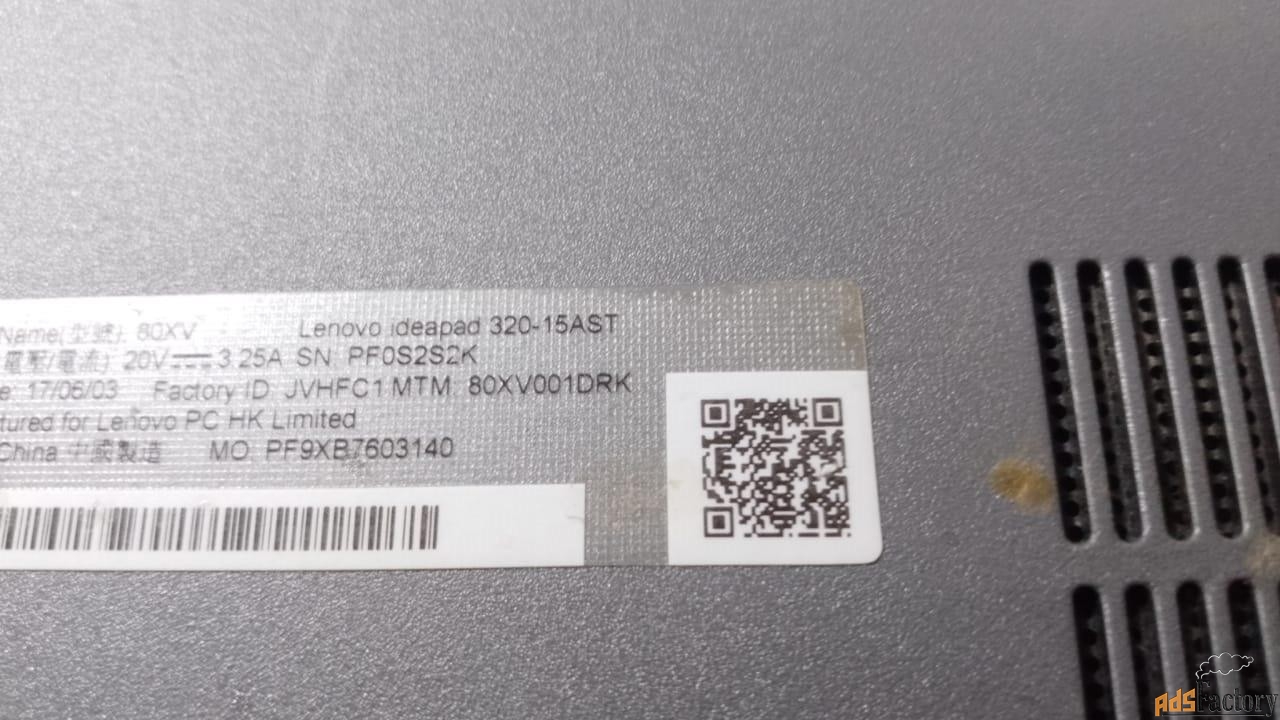 Name(型號): 80XV Lenovo ideapad 320-15AST
電壓/電流) 20V⎓3.25A SN PF0S2S2K
e: 17/06/03 Factory ID JVHFC1 MTM 80XV001DRK
tured for Lenovo PC HK Limited
China 中國製造 MO PF9XB7603140
AdsFactory